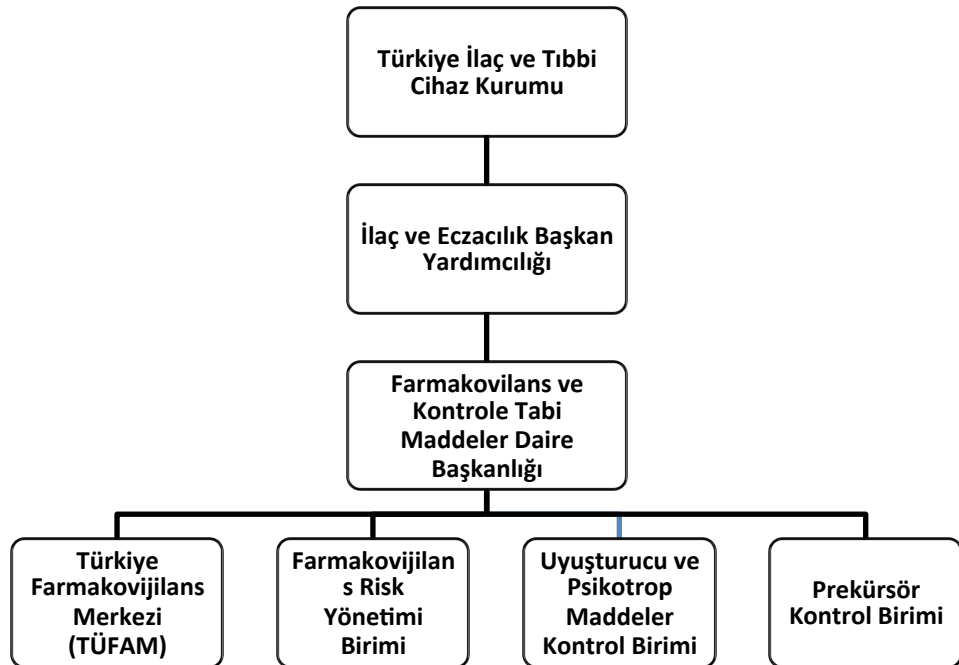 Türkiye İlaç ve Tıbbi
Cihaz Kurumu
İlaç ve Eczacılık Başkan
Yardımcılığı
Farmakovilans ve
Kontrole Tabi
Maddeler Daire
Başkanlığı
Türkiye
Farmakovijilans
Merkezi
(TÜFAM)
Farmakovijilan
s Risk
Yönetimi
Birimi
Uyuşturucu ve
Psikotrop
Maddeler
Kontrol Birimi
Prekürsör
Kontrol Birimi